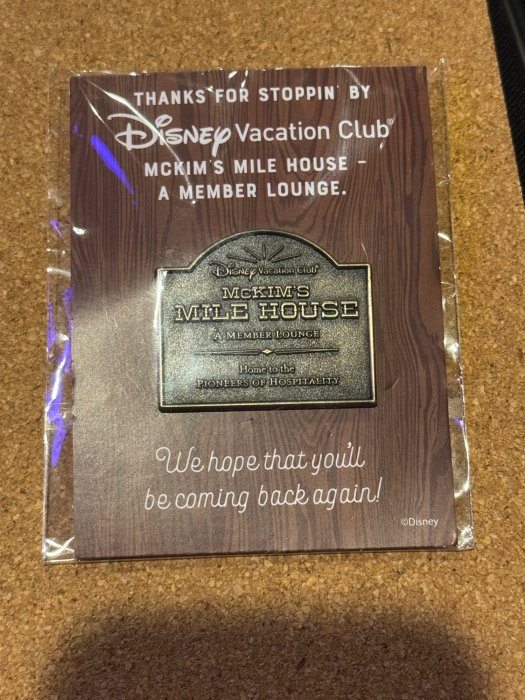 THANKS FOR STOPPIN' BY
Disney Vacation Club®
MCKIM'S MILE HOUSE –
A MEMBER LOUNGE.
Disney Vacation Club®
McKIM'S
MILE HOUSE
A MEMBER LOUNGE
Home to the
PIONEERS OF HOSPITALITY
We hope that you'll
be coming back again!
©Disney